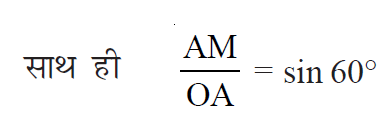 साथ ही AM/OA = sin 60°